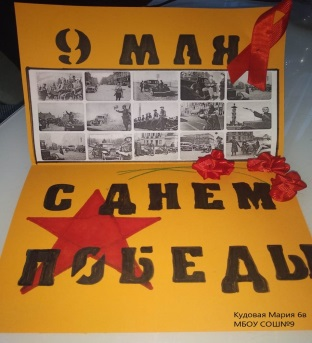 9 МАЯ
С ДНЕМ
ПОБЕДЫ
Кудовая Мария 6в
МБОУ СОШ№9